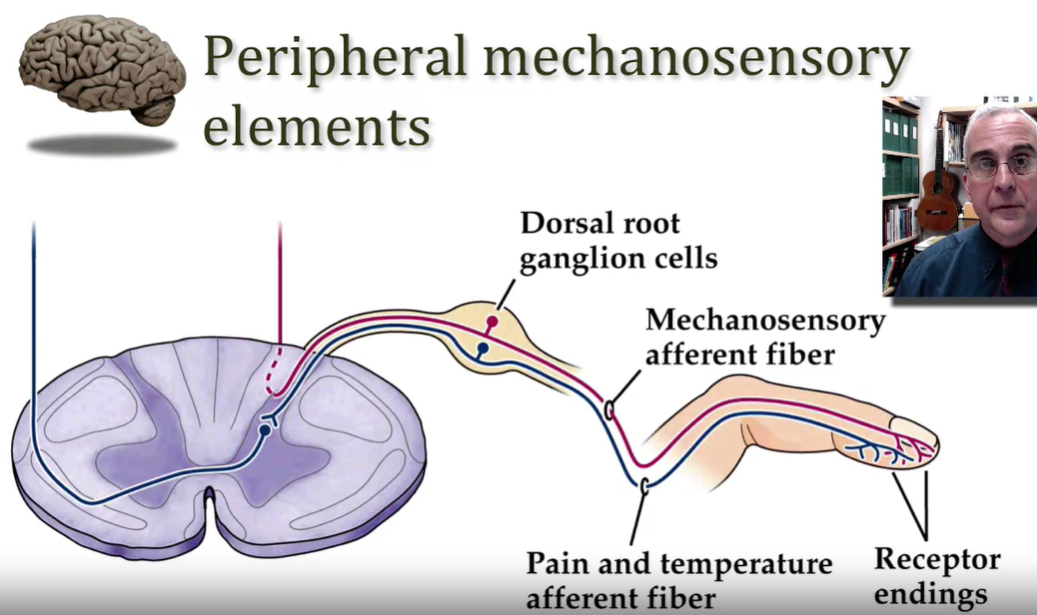 Peripheral mechanosensory
elements
Dorsal root
ganglion cells
Mechanosensory
afferent fiber
Pain and temperature
afferent fiber
Receptor
endings